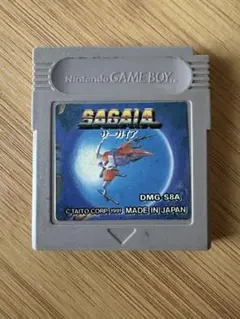 Nintendo GAME BOY
SAGAIA
サーガイア
DMG-S8A
© TAITO CORP. 1991 MADE IN JAPAN